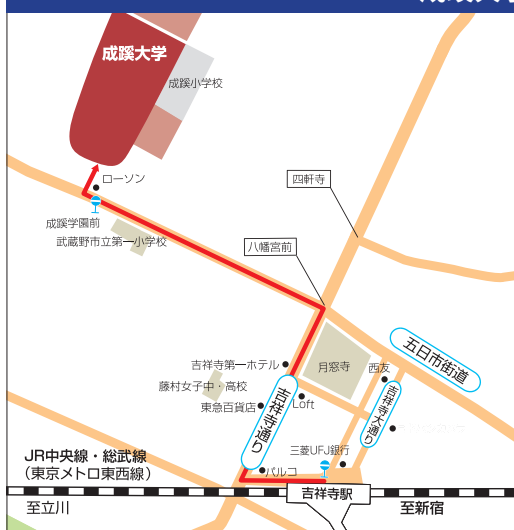 成蹊大学
成蹊小学校
ローソン
四軒寺
成蹊学園前
武蔵野市立第一小学校
八幡宮前
五日市街道
吉祥寺第一ホテル
月窓寺
西友
藤村女子中・高校
東急百貨店
Loft
吉祥寺通り
吉祥寺大通り
三菱UFJ銀行
JR中央線・総武線
(東京メトロ東西線)
パルコ
吉祥寺駅
至立川
至新宿